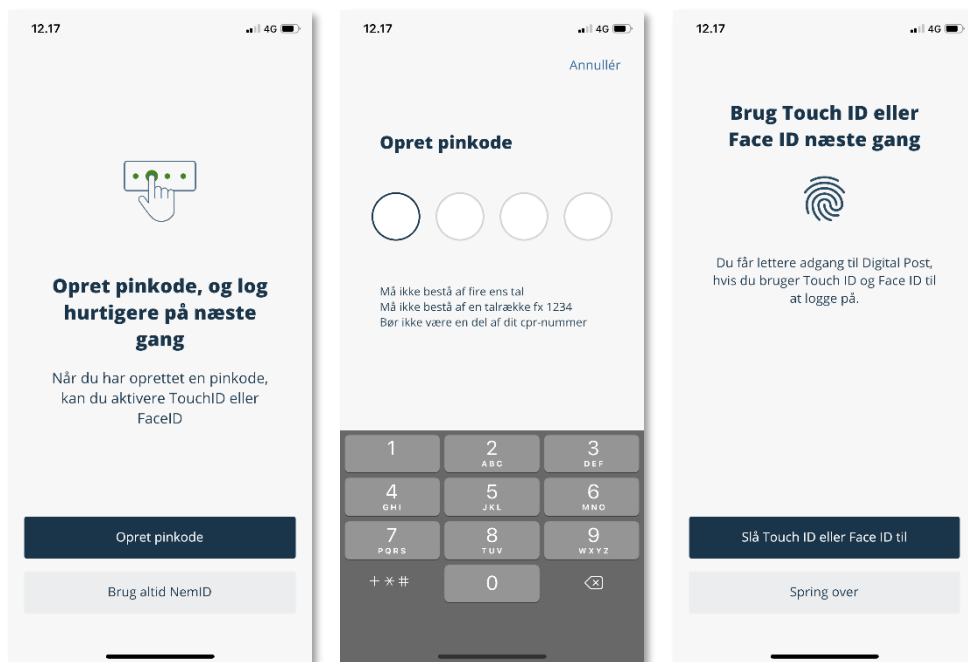 12.17
4G
Opret pinkode, og log
hurtigere på næste
gang
Når du har oprettet en pinkode,
kan du aktivere TouchID eller
FaceID
Opret pinkode
Brug altid NemID
12.17
4G
Annullér
Opret pinkode
Må ikke bestå af fire ens tal
Må ikke bestå af en talrække fx 1234
Bør ikke være en del af dit cpr-nummer
1 2 3
ABC DEF
4 5 6
GHI JKL MNO
7 8 9
PQRS TUV WXYZ
+*# 0
12.17
4G
Brug Touch ID eller
Face ID næste gang
Du får lettere adgang til Digital Post,
hvis du bruger Touch ID og Face ID til
at logge på.
Slå Touch ID eller Face ID til
Spring over